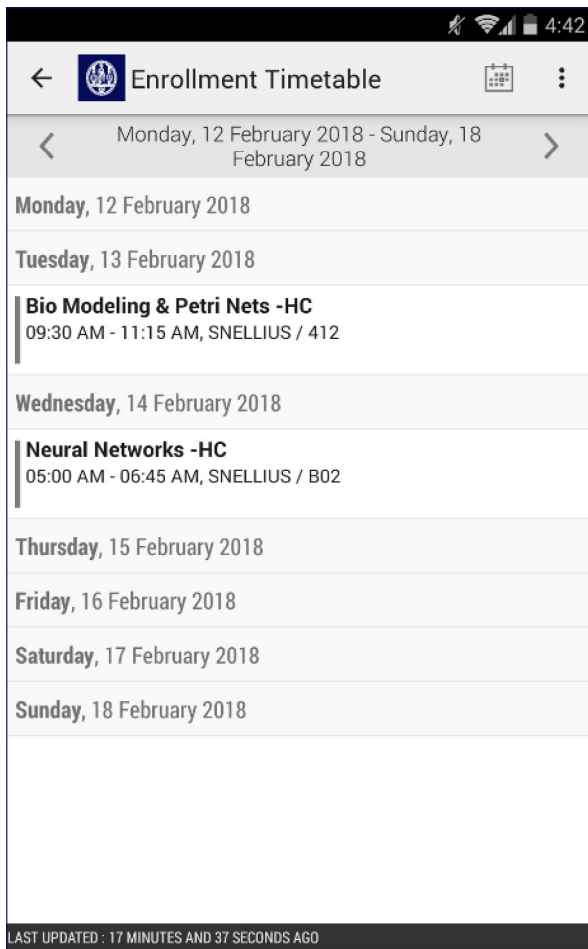 4:42
Enrollment Timetable
Monday, 12 February 2018 - Sunday, 18
February 2018
Monday, 12 February 2018
Tuesday, 13 February 2018
Bio Modeling & Petri Nets -HC
09:30 AM - 11:15 AM, SNELLIUS / 412
Wednesday, 14 February 2018
Neural Networks -HC
05:00 AM - 06:45 AM, SNELLIUS / B02
Thursday, 15 February 2018
Friday, 16 February 2018
Saturday, 17 February 2018
Sunday, 18 February 2018
LAST UPDATED : 17 MINUTES AND 37 SECONDS AGO